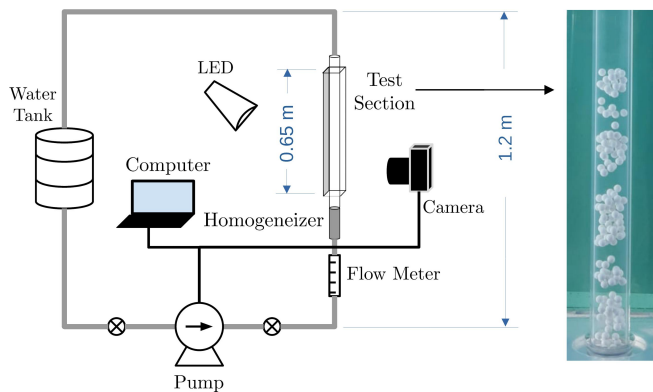 LED
Water
Tank
Test
Section
0.65 m
1.2 m
Computer
Homogeneizer
Camera
Flow Meter
Pump